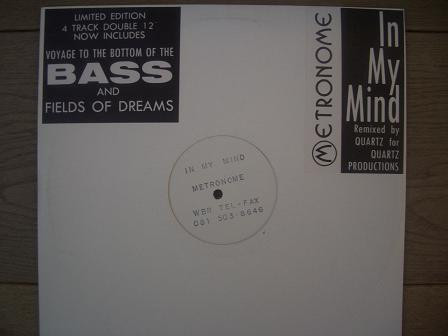 LIMITED EDITION
4 TRACK DOUBLE 12"
NOW INCLUDES
VOYAGE TO THE BOTTOM OF THE
BASS
AND
FIELDS OF DREAMS
METRONOME
In
My
Mind
Remixed by
QUARTZ for
QUARTZ
PRODUCTIONS
IN MY MIND
METRONOME
WBR TEL-FAX
081 503-8646